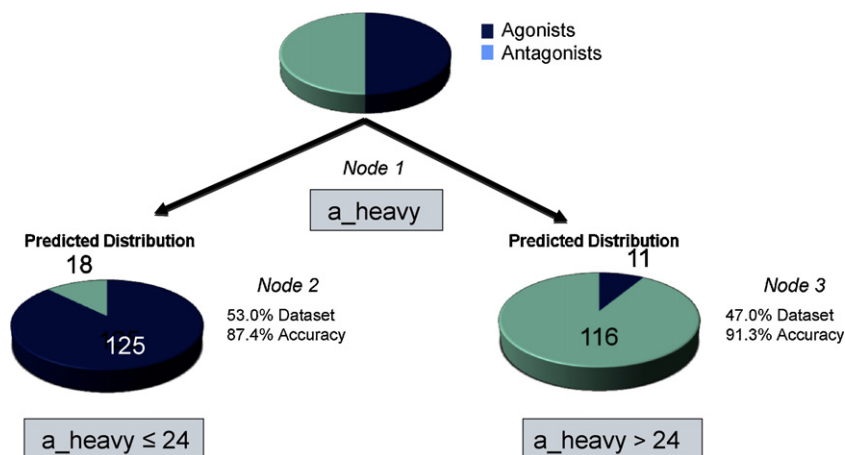 Agonists
Antagonists
Node 1
a_heavy
Predicted Distribution
18
125
Node 2
53.0% Dataset
87.4% Accuracy
a_heavy ≤ 24
Predicted Distribution
11
116
Node 3
47.0% Dataset
91.3% Accuracy
a_heavy > 24